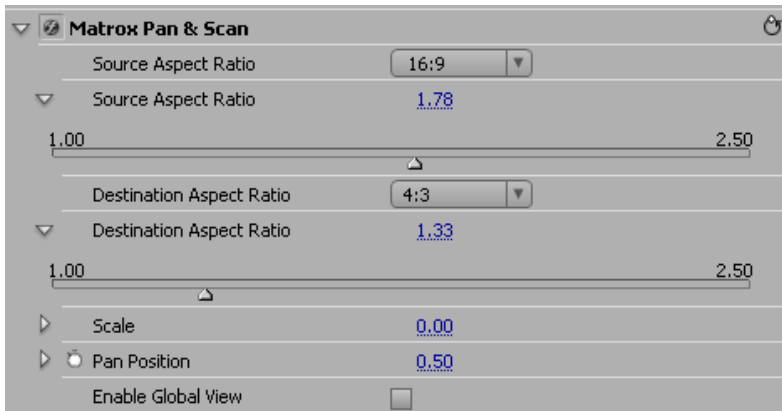 Matrox Pan & Scan
Source Aspect Ratio 16:9
Source Aspect Ratio 1.78
1.00 2.50
Destination Aspect Ratio 4:3
Destination Aspect Ratio 1.33
1.00 2.50
Scale 0.00
Pan Position 0.50
Enable Global View